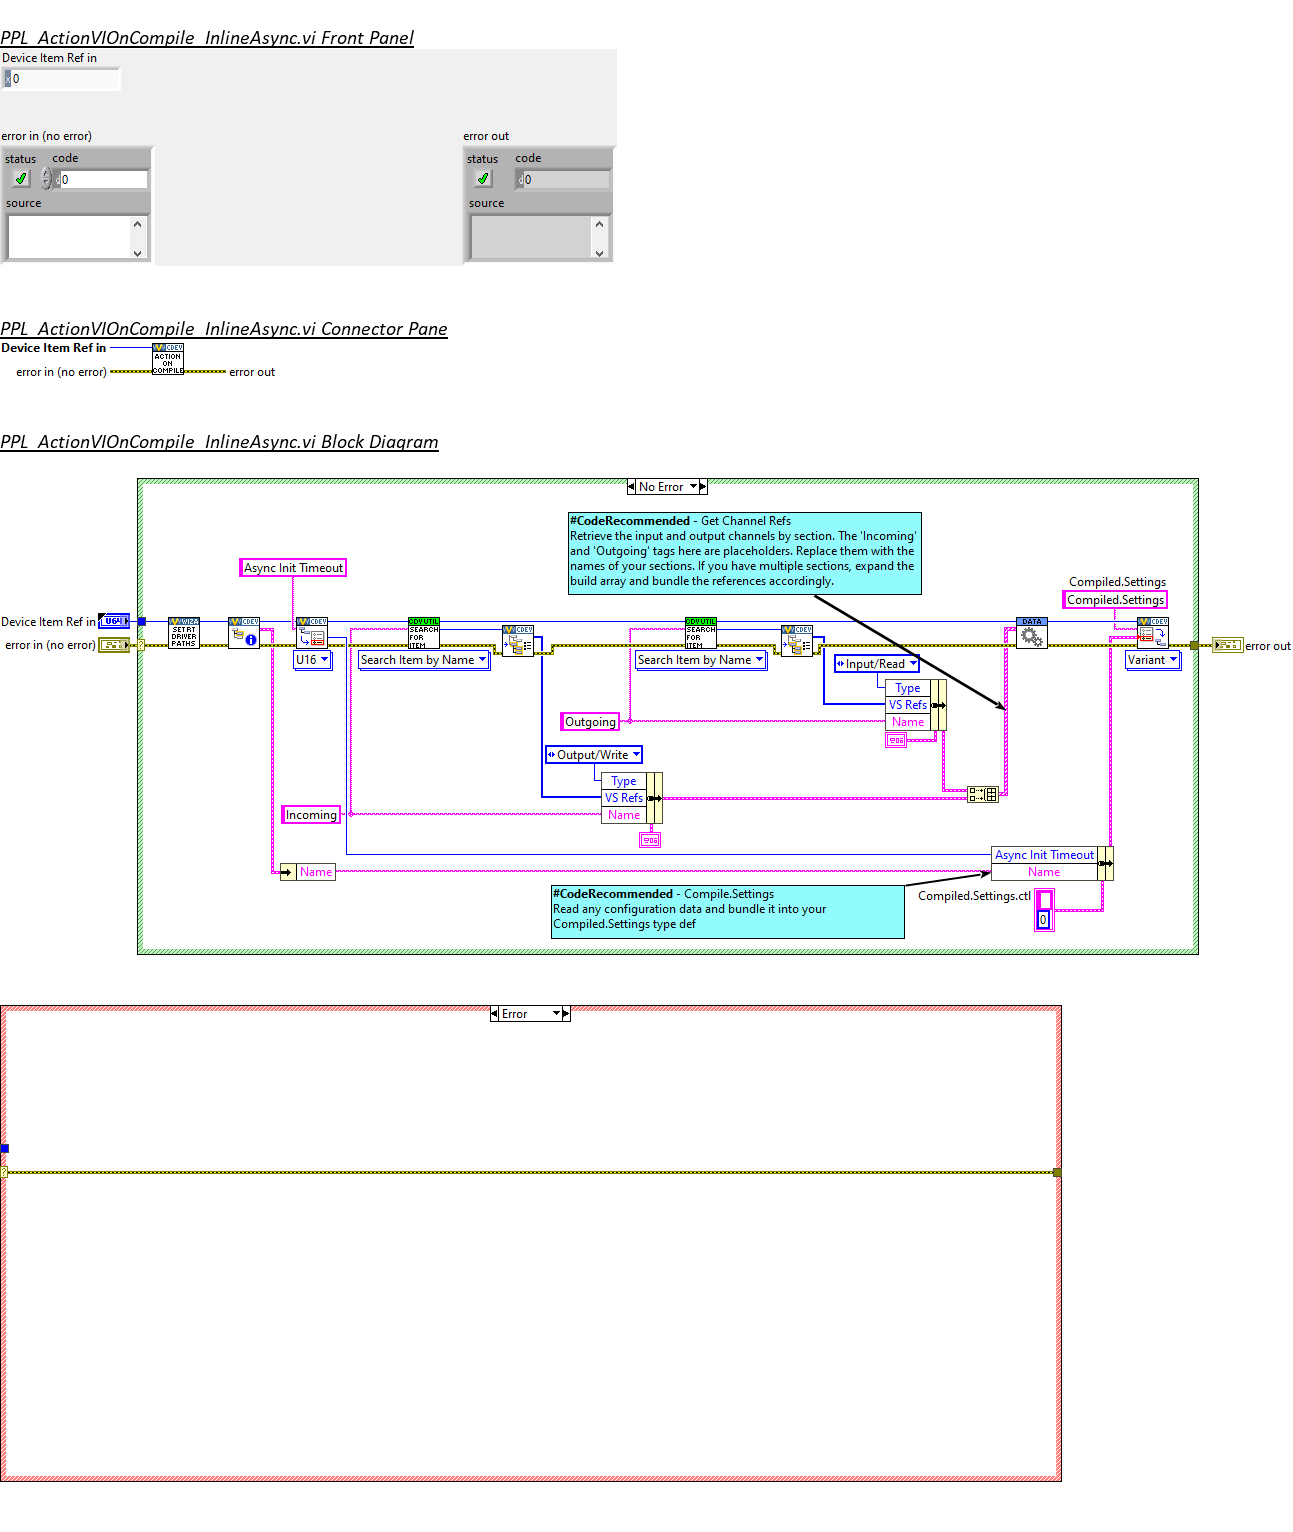 PPL_ActionVIOnCompile_InlineAsync.vi Front Panel
Device Item Ref in
x 0
error in (no error)
error out
status code
status code
d 0
d 0
source
source
PPL_ActionVIOnCompile_InlineAsync.vi Connector Pane
Device Item Ref in
CDEV
ACTION
ON
COMPILE
error in (no error)
error out
PPL_ActionVIOnCompile_InlineAsync.vi Block Diagram
No Error
#CodeRecommended - Get Channel Refs
Retrieve the input and output channels by section. The 'Incoming'
and 'Outgoing' tags here are placeholders. Replace them with the
names of your sections. If you have multiple sections, expand the
build array and bundle the references accordingly.
Async Init Timeout
Compiled.Settings
Compiled.Settings
Device Item Ref in
U64
WIZA
SET RT
DRIVER
PATHS
CDEV
CDEV
CDV UTIL
SEARCH
FOR
ITEM
CDEV
CDV UTIL
SEARCH
FOR
ITEM
CDEV
DATA
CDEV
error in (no error)
?
error out
U16
Search Item by Name
Search Item by Name
Input/Read
Variant
Type
VS Refs
Name
Outgoing
Output/Write
Type
VS Refs
Name
Incoming
Async Init Timeout
Name
Name
#CodeRecommended - Compile.Settings
Read any configuration data and bundle it into your
Compiled.Settings type def
Compiled.Settings.ctl
0
Error
?